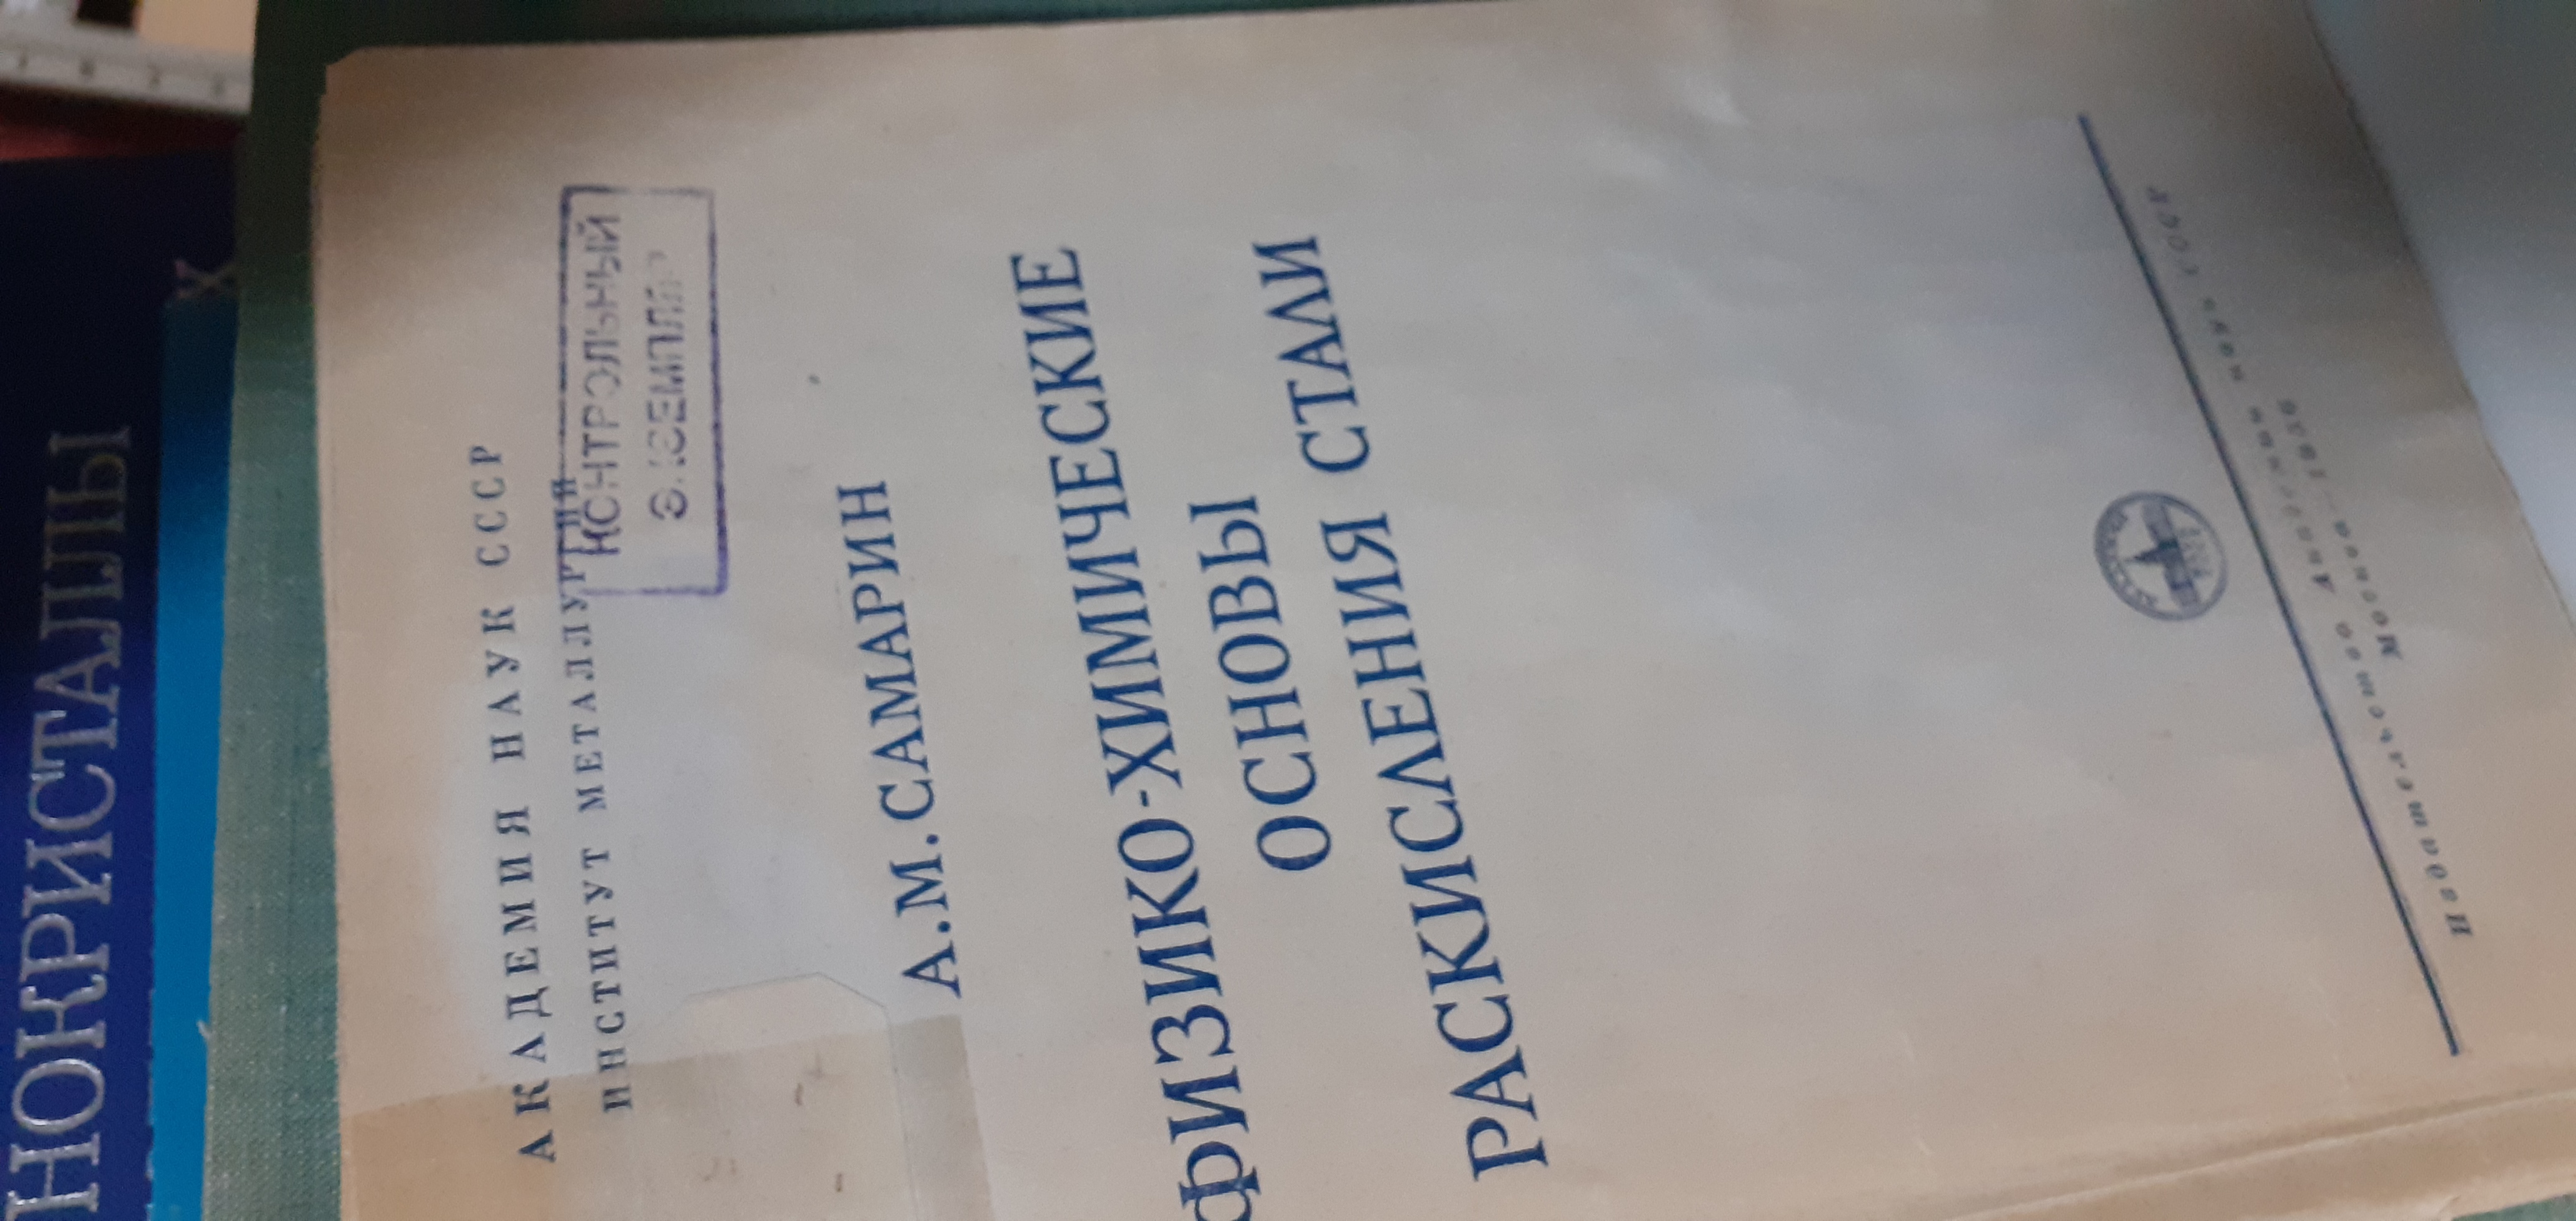 НОКРИСТАЛЛЫ
АКАДЕМИЯ НАУК СССР
ИНСТИТУТ МЕТАЛЛУРГИИ
КОНТРОЛЬНЫЙ
ЭКЗЕМПЛЯР
А.М. САМАРИН
ФИЗИКО-ХИМИЧЕСКИЕ
ОСНОВЫ
РАСКИСЛЕНИЯ СТАЛИ
Издательство Академии наук СССР
Москва — 1956